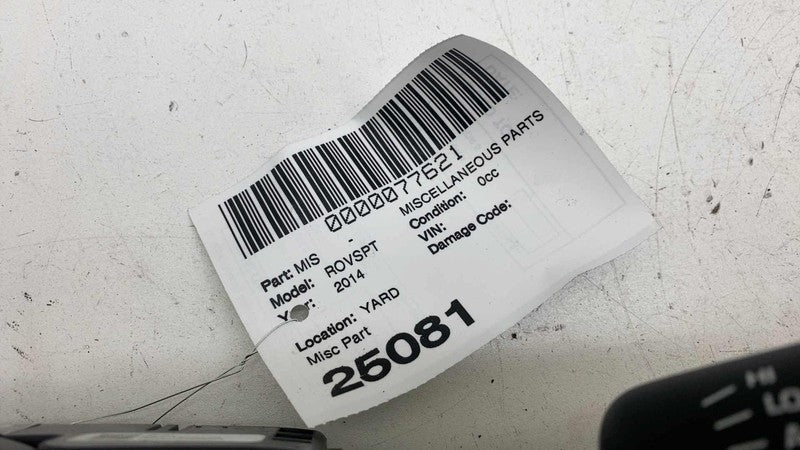 0000077621
Part: MIS - MISCELLANEOUS PARTS
Model: ROVSPT Condition: 0cc
2014 VIN:
Damage Code:
Location: YARD
Misc Part
25081
HI
LO